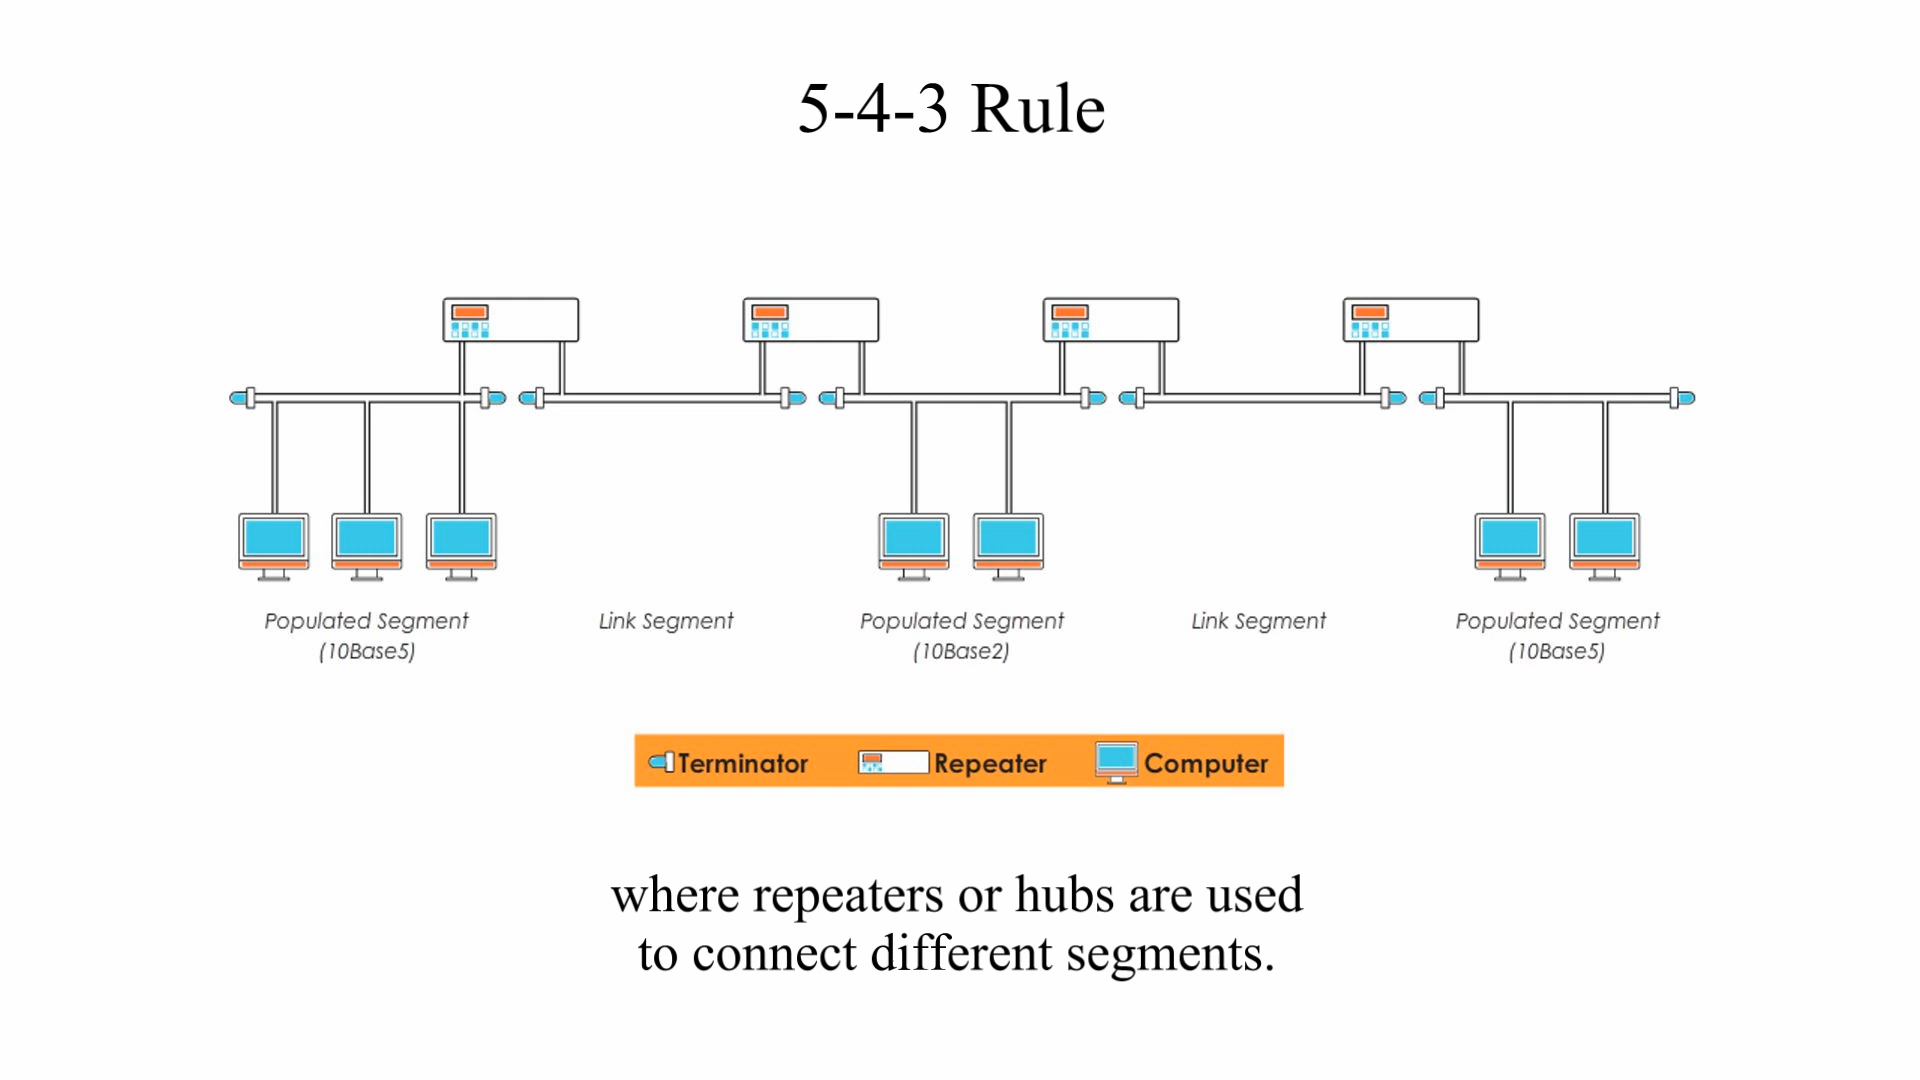 5-4-3 Rule
Populated Segment
(10Base5)
Link Segment
Populated Segment
(10Base2)
Link Segment
Populated Segment
(10Base5)
Terminator
Repeater
Computer
where repeaters or hubs are used
to connect different segments.